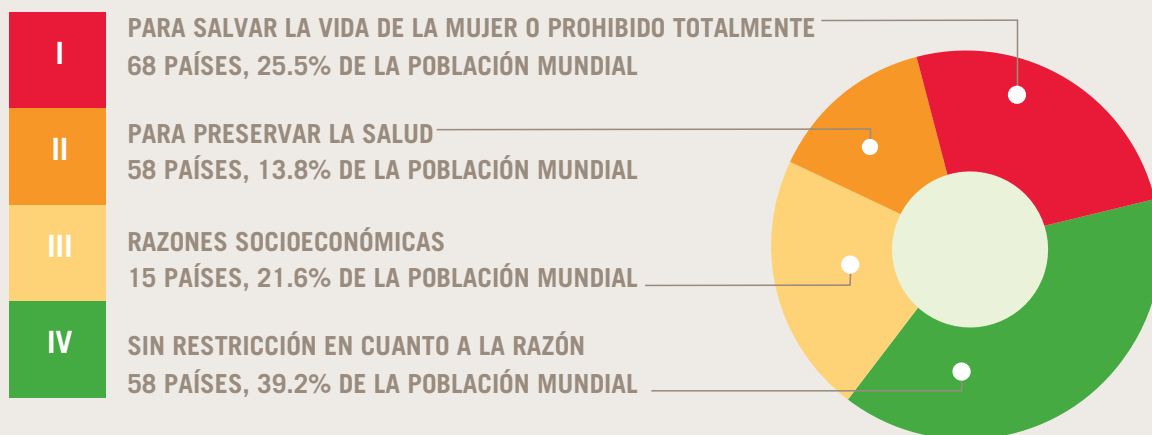 I
PARA SALVAR LA VIDA DE LA MUJER O PROHIBIDO TOTALMENTE
68 PAÍSES, 25.5% DE LA POBLACIÓN MUNDIAL
II
PARA PRESERVAR LA SALUD
58 PAÍSES, 13.8% DE LA POBLACIÓN MUNDIAL
III
RAZONES SOCIOECONÓMICAS
15 PAÍSES, 21.6% DE LA POBLACIÓN MUNDIAL
IV
SIN RESTRICCIÓN EN CUANTO A LA RAZÓN
58 PAÍSES, 39.2% DE LA POBLACIÓN MUNDIAL